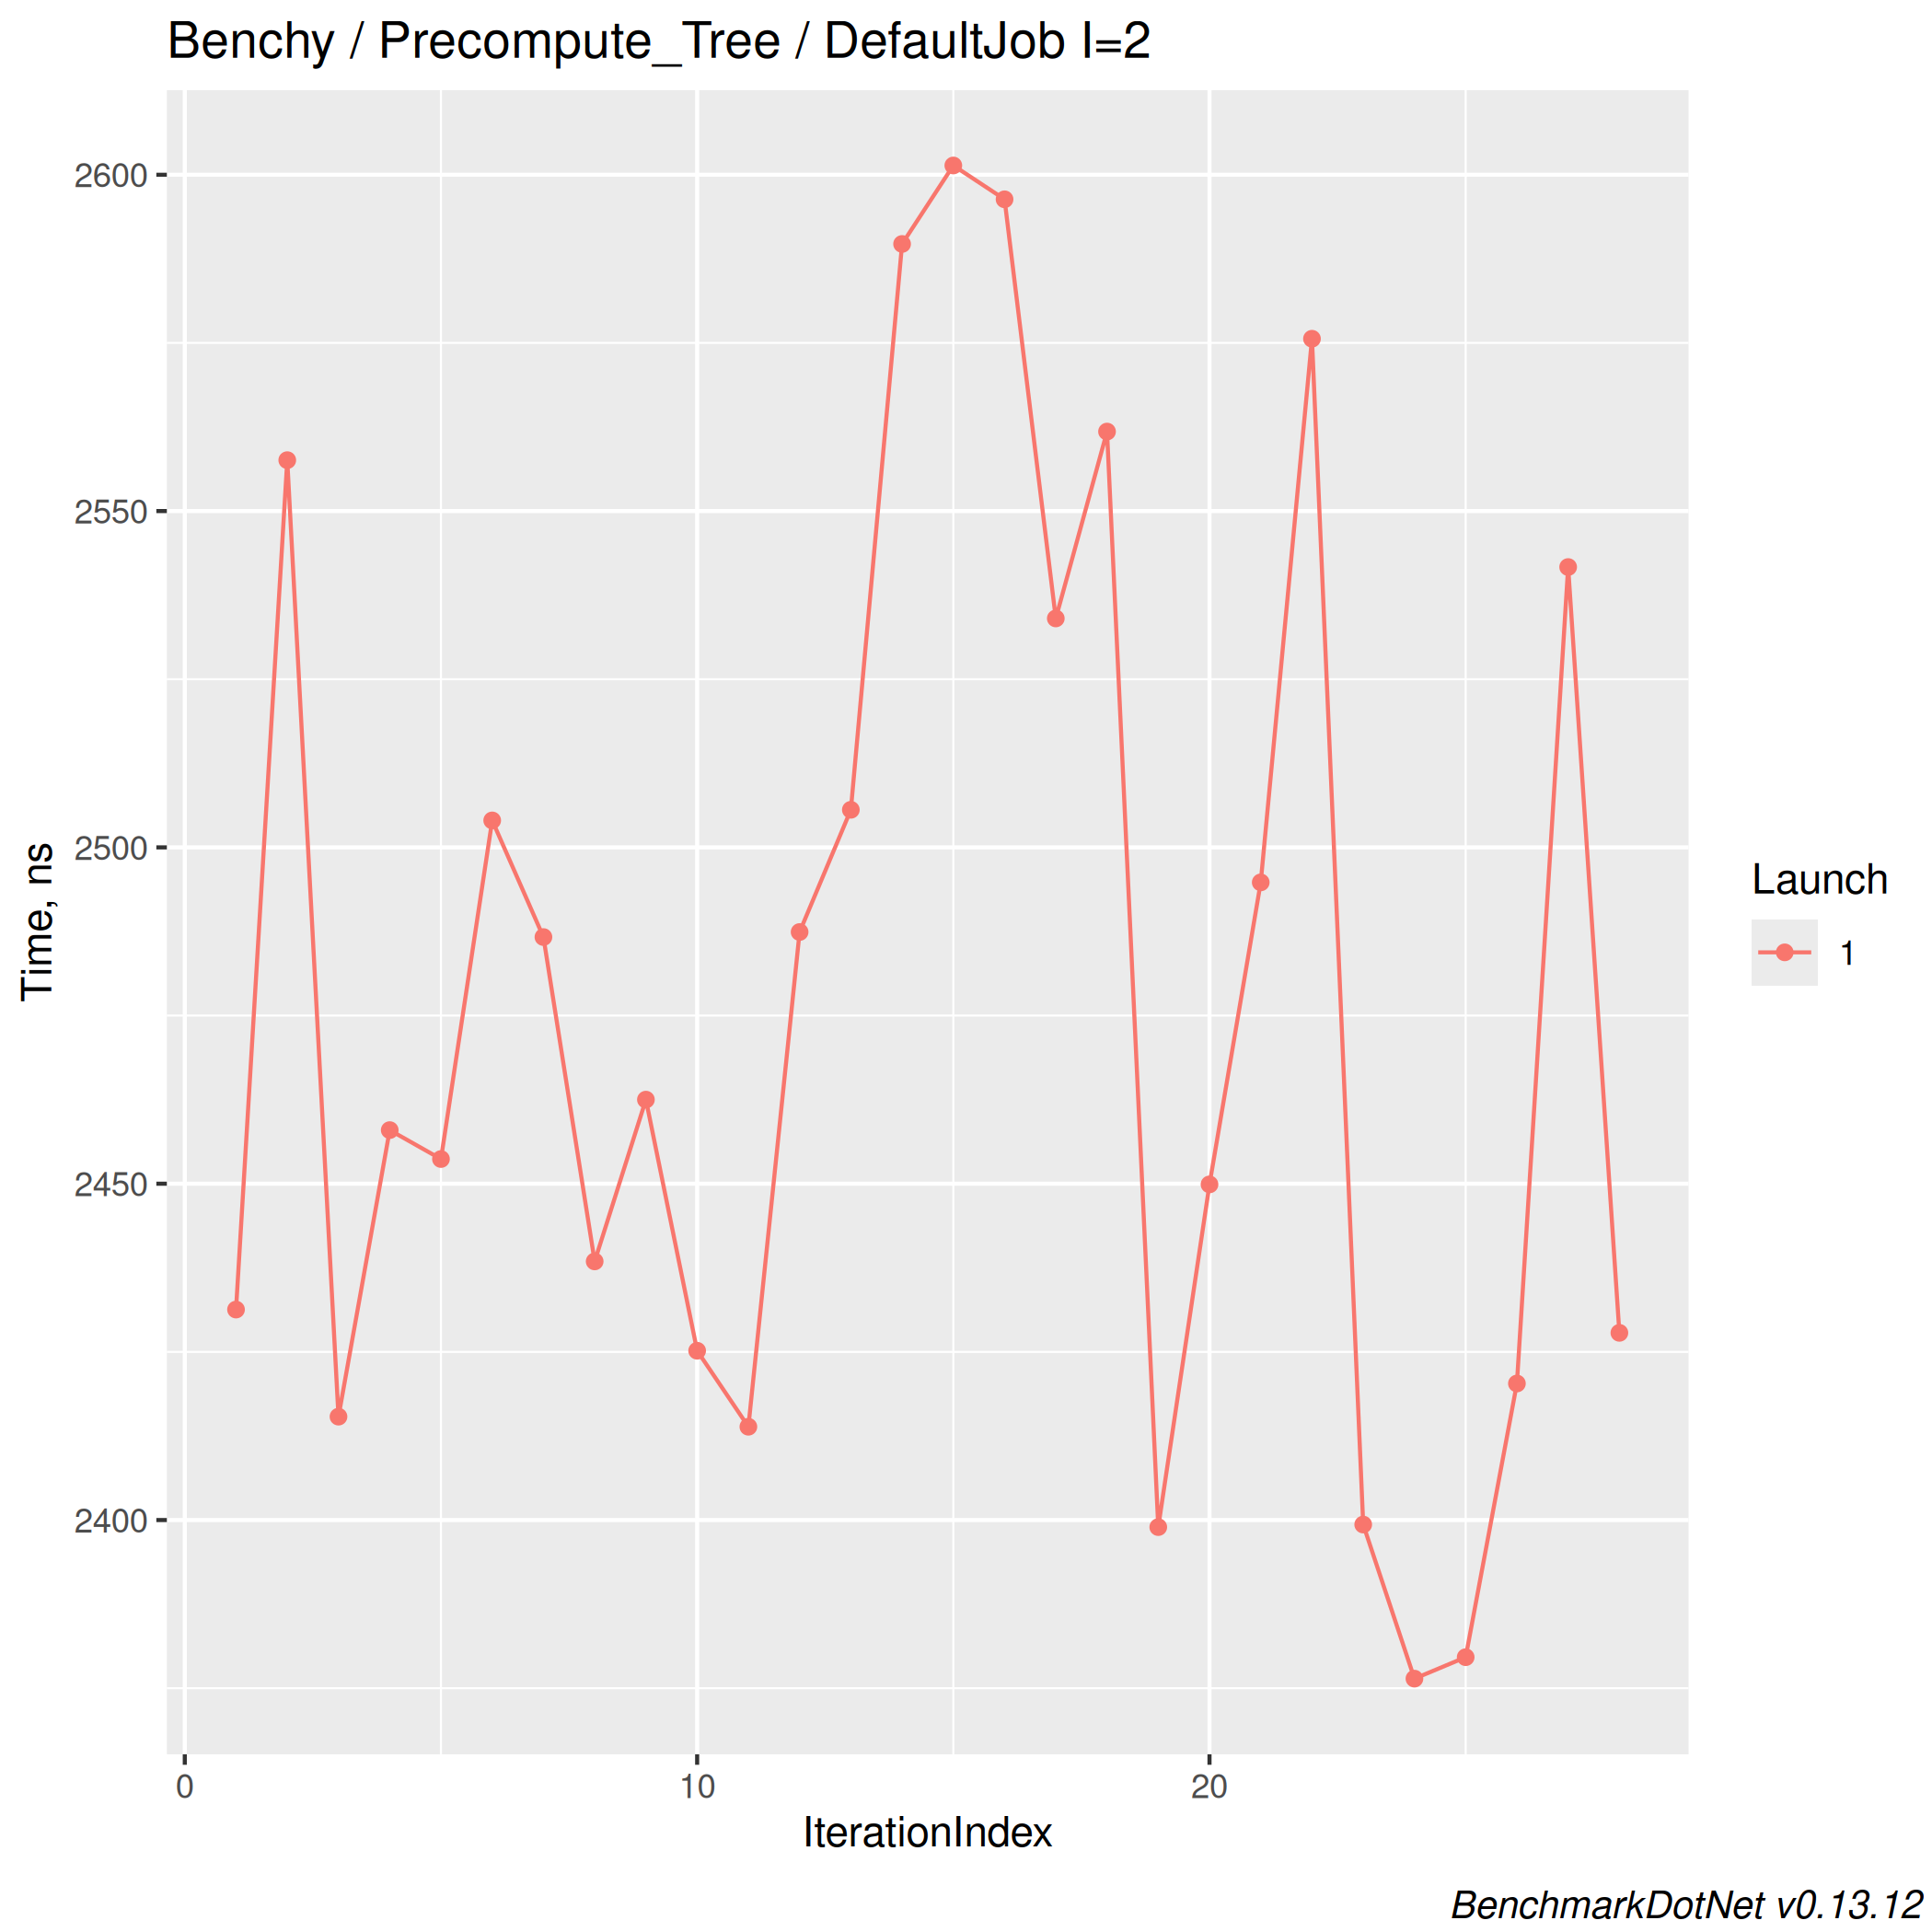 Benchy / Precompute_Tree / DefaultJob I=2
2600
2550
2500
2450
2400
Time, ns
0 10 20
IterationIndex
Launch
1
BenchmarkDotNet v0.13.12